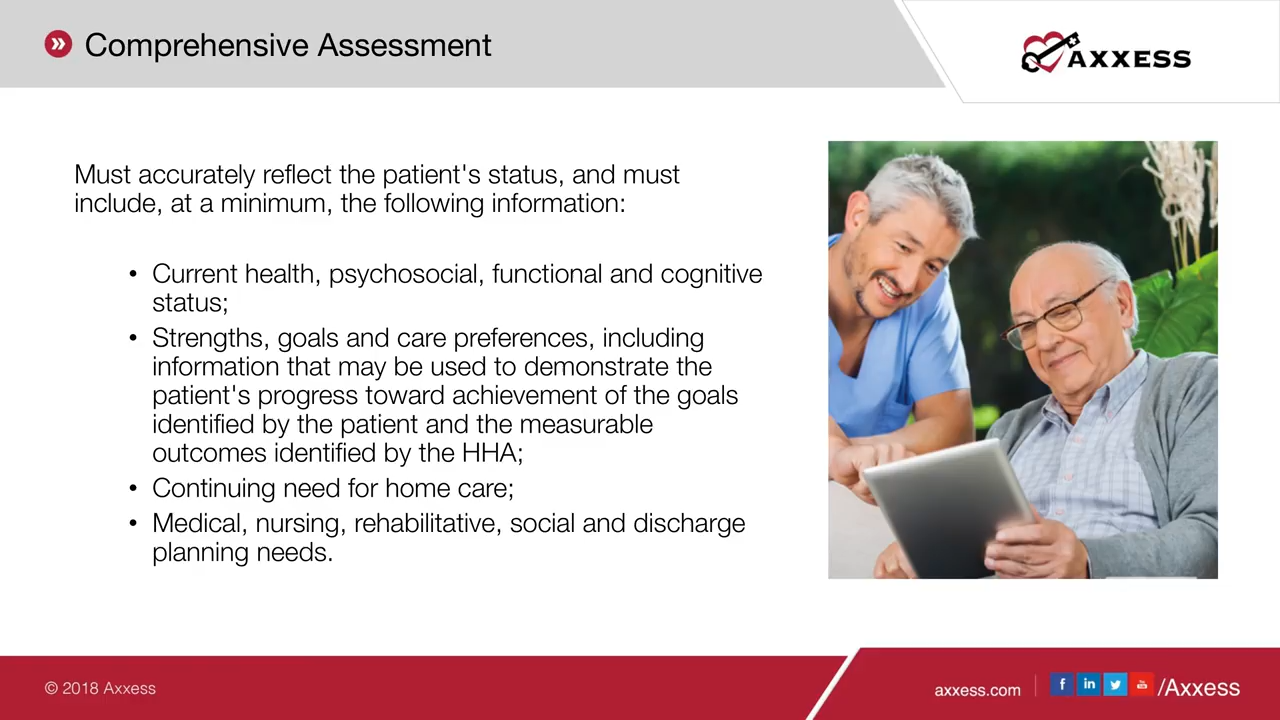 Comprehensive Assessment
AXXESS
Must accurately reflect the patient's status, and must
include, at a minimum, the following information:
• Current health, psychosocial, functional and cognitive
status;
• Strengths, goals and care preferences, including
information that may be used to demonstrate the
patient's progress toward achievement of the goals
identified by the patient and the measurable
outcomes identified by the HHA;
• Continuing need for home care;
• Medical, nursing, rehabilitative, social and discharge
planning needs.
© 2018 Axxess
axxess.com
/Axxess